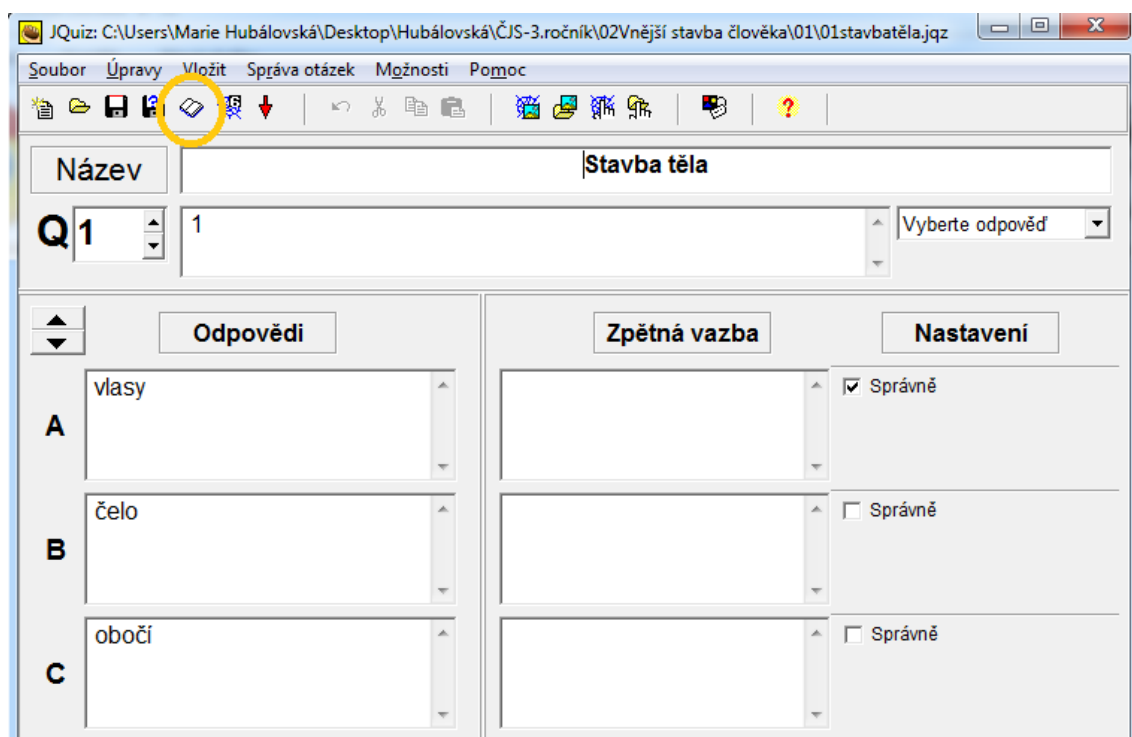 JQuiz: C:\Users\Marie Hubálovská\Desktop\Hubálovská\ČJS-3.ročník\02Vnější stavba člověka\01\01stavbatěla.jqz
Soubor Úpravy Vložit Správa otázek Možnosti Pomoc
Název
Stavba těla
Q 1
1
Vyberte odpověď
Odpovědi
Zpětná vazba
Nastavení
A
vlasy
Správně
B
čelo
Správně
C
obočí
Správně